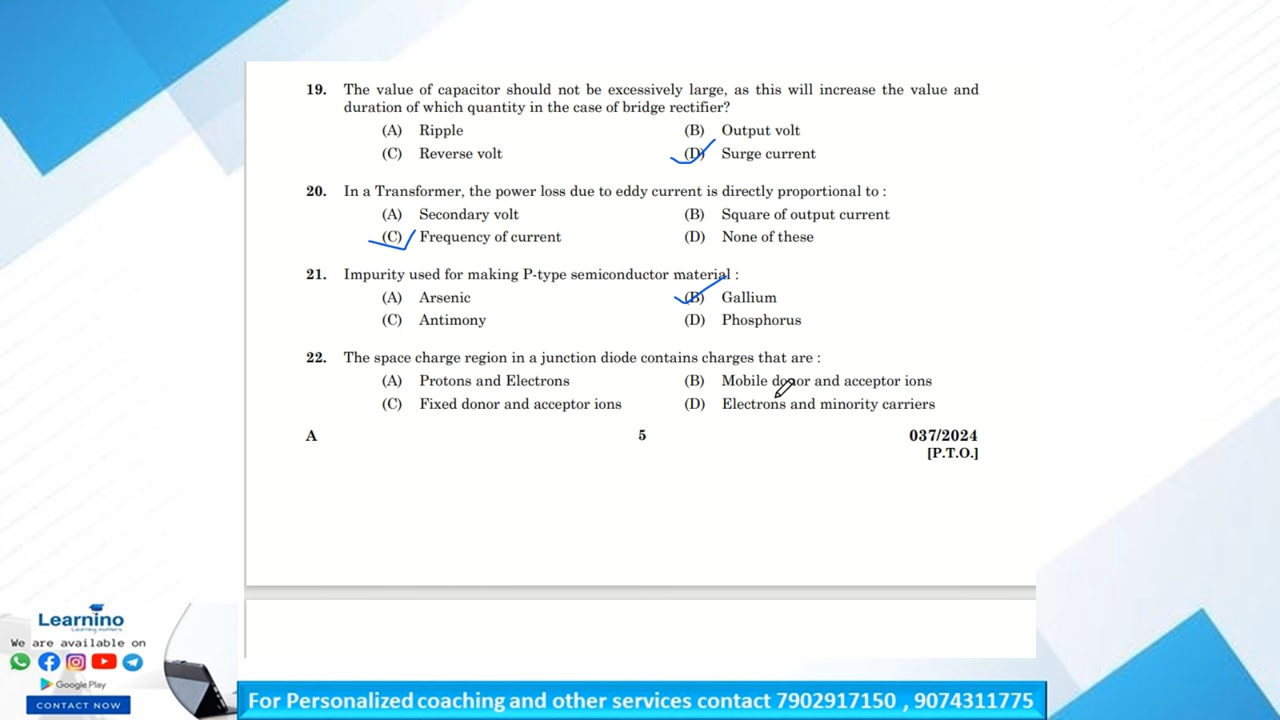 19. The value of capacitor should not be excessively large, as this will increase the value and
duration of which quantity in the case of bridge rectifier?
(A) Ripple (B) Output volt
(C) Reverse volt (D) Surge current
20. In a Transformer, the power loss due to eddy current is directly proportional to :
(A) Secondary volt (B) Square of output current
(C) Frequency of current (D) None of these
21. Impurity used for making P-type semiconductor material :
(A) Arsenic (B) Gallium
(C) Antimony (D) Phosphorus
22. The space charge region in a junction diode contains charges that are :
(A) Protons and Electrons (B) Mobile donor and acceptor ions
(C) Fixed donor and acceptor ions (D) Electrons and minority carriers
A 5 037/2024
[P.T.O.]
Learnino
Learning matters
We are available on
Google Play
CONTACT NOW
For Personalized coaching and other services contact 7902917150 , 9074311775